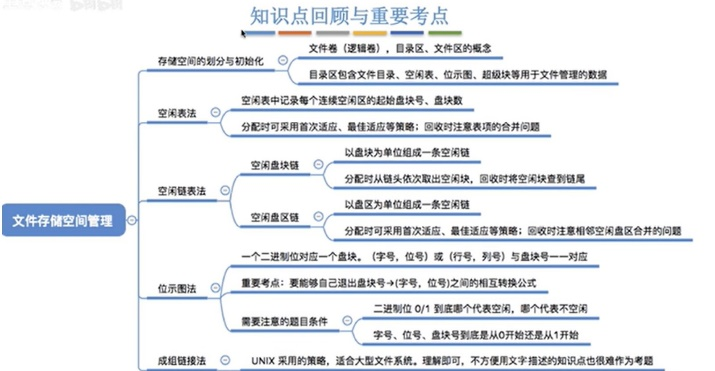 知识点回顾与重要考点
文件卷（逻辑卷），目录区、文件区的概念
存储空间的划分与初始化
目录区包含文件目录、空闲表、位示图、超级块等用于文件管理的数据
空闲表中记录每个连续空闲区的起始盘块号、盘块数
空闲表法
分配时可采用首次适应、最佳适应等策略；回收时注意表项的合并问题
以盘块为单位组成一条空闲链
空闲盘块链
分配时从链头依次取出空闲块，回收时将空闲块查到链尾
空闲链表法
以盘区为单位组成一条空闲链
空闲盘区链
分配时可采用首次适应、最佳适应等策略；回收时注意相邻空闲盘区合并的问题
文件存储空间管理
一个二进制位对应一个盘块。（字号，位号）或（行号，列号）与盘块号一一对应
位示图法
重要考点：要能够自己退出盘块号→(字号, 位号)之间的相互转换公式
二进制位 0/1 到底哪个代表空闲，哪个代表不空闲
需要注意的题目条件
字号、位号、盘块号到底是从0开始还是从1开始
成组链接法
UNIX 采用的策略，适合大型文件系统。理解即可，不方便用文字描述的知识点也很难作为考题